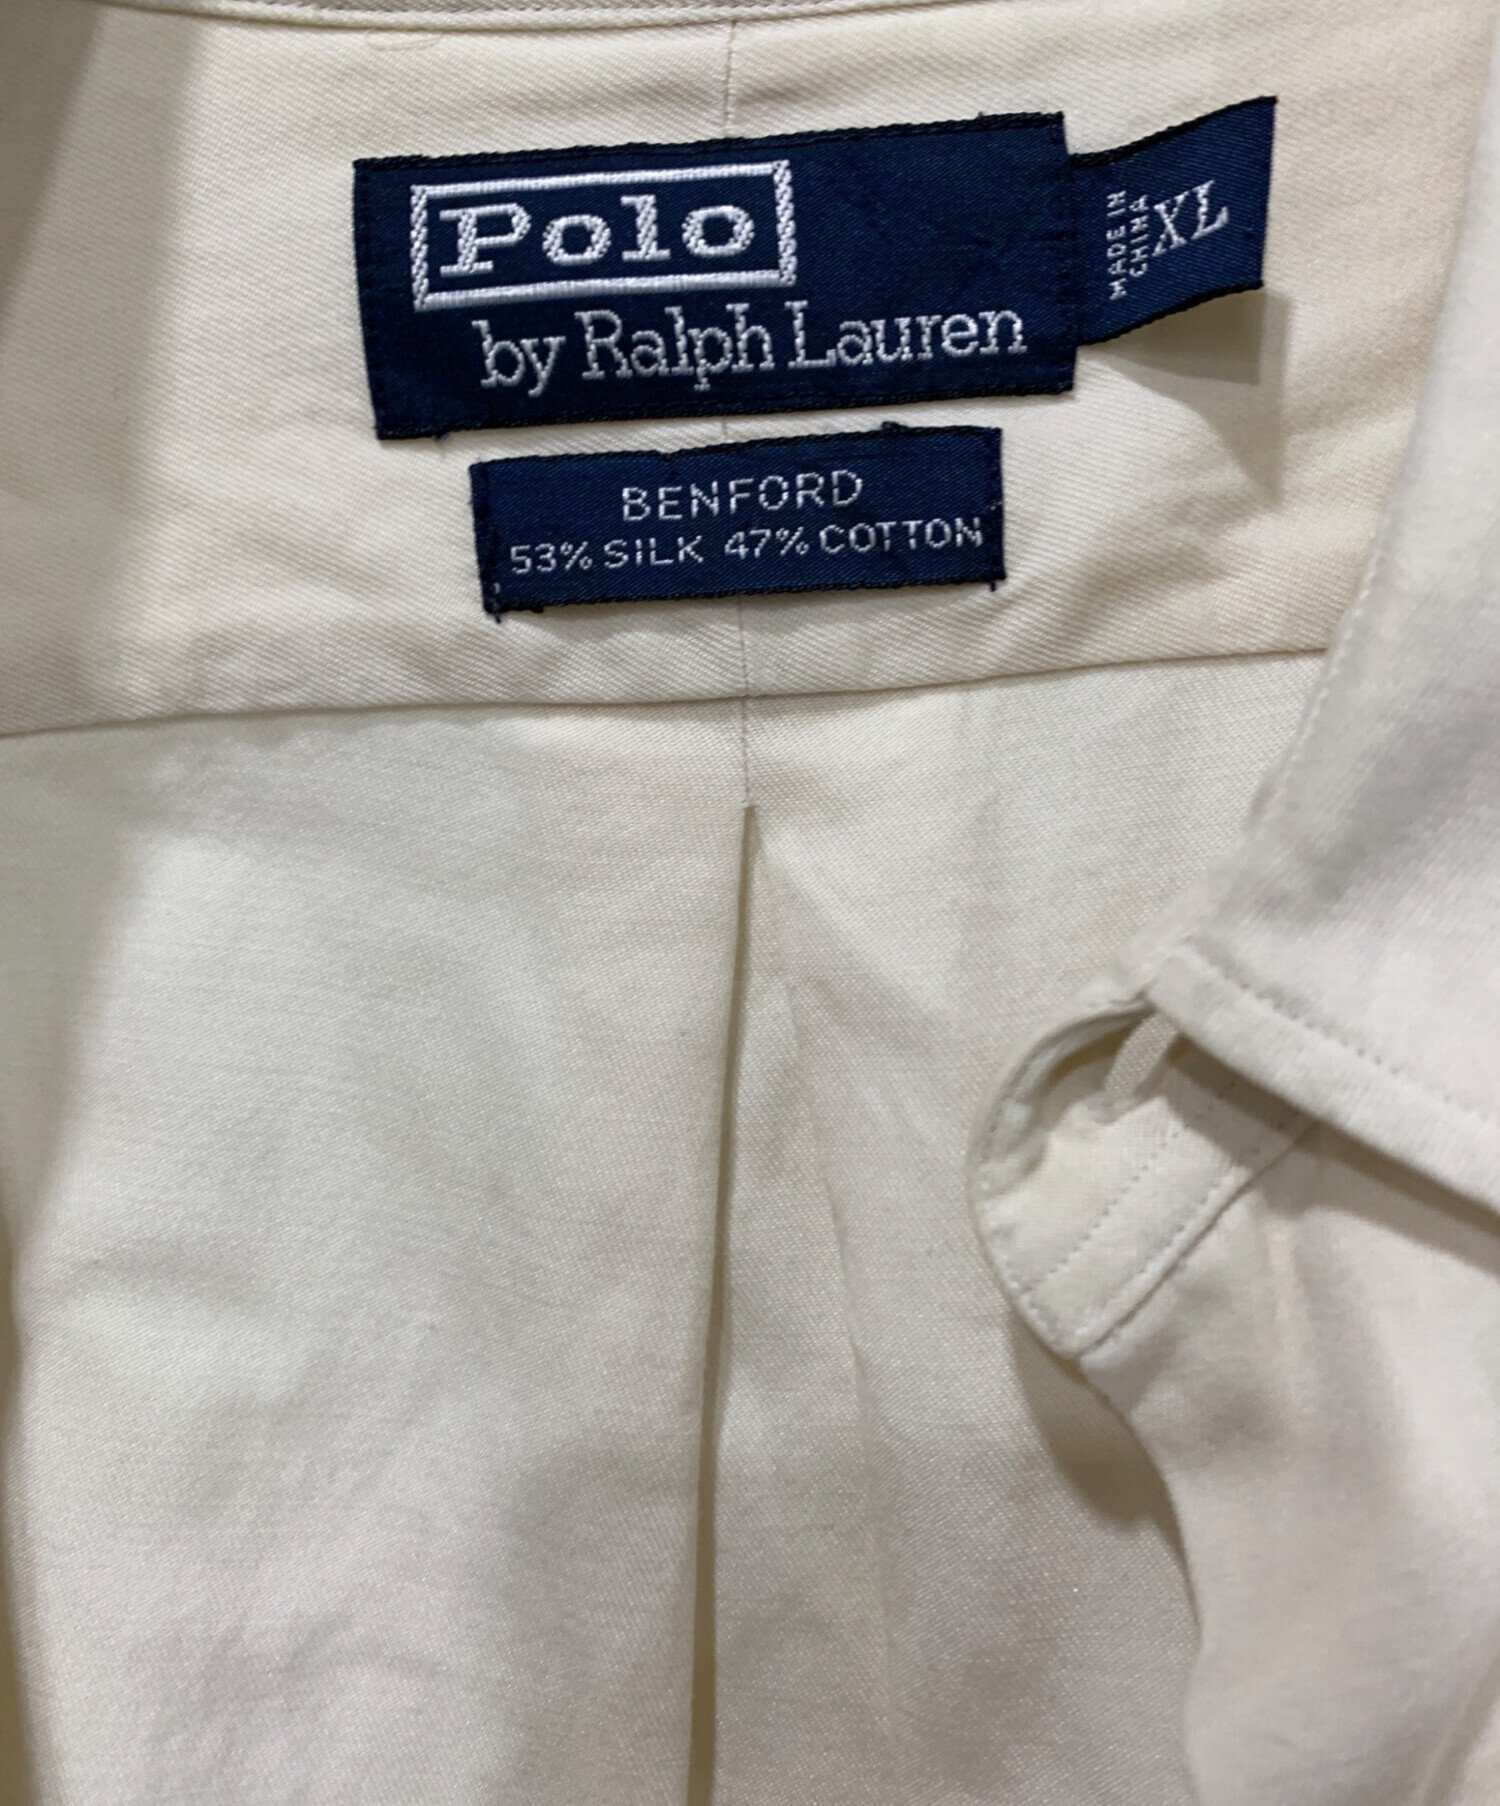 Polo
by Ralph Lauren
MADE IN
CHINA
XL
BENFORD
53% SILK 47% COTTON